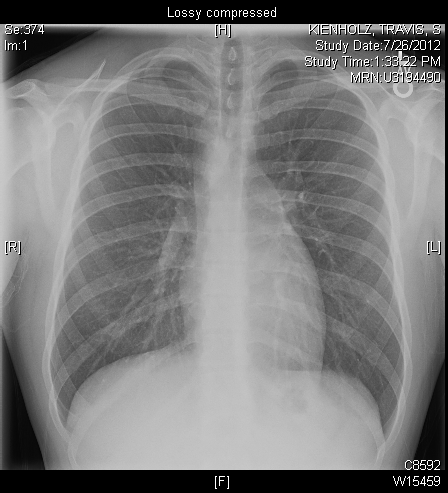 Lossy compressed
Se:374
Im:1
[H]
KIENHOLZ, TRAVIS, S
Study Date:7/26/2012
Study Time:1:33:22 PM
MRN:U3194490
[R]
[L]
C8592
W15459
[F]